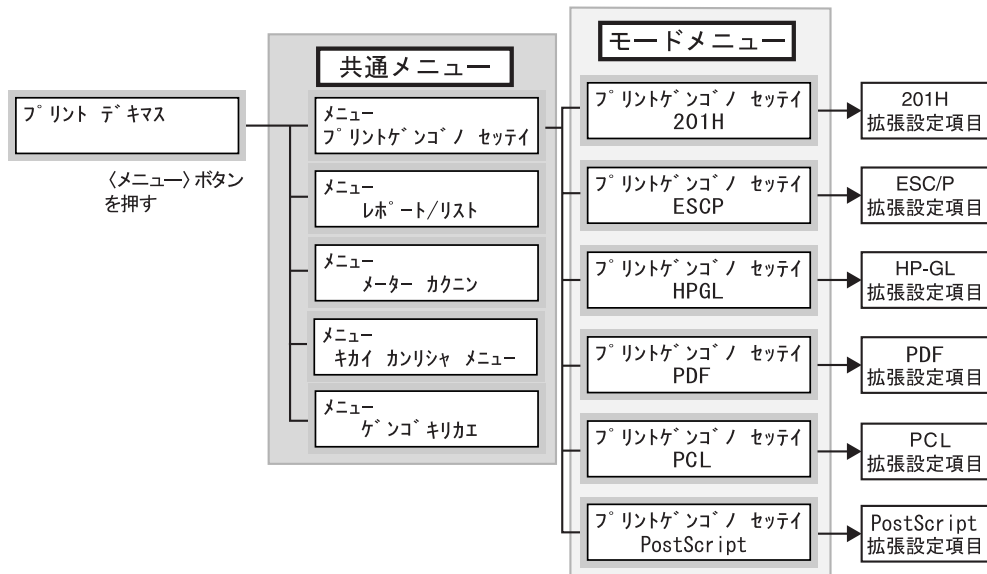 モードメニュー
共通メニュー
プリント デキマス
〈メニュー〉ボタン
を押す
メニュー
プリントゲンゴノ セッテイ
メニュー
レポート/リスト
メニュー
メーター カクニン
メニュー
キカイ カンリシャ メニュー
メニュー
ゲンゴキリカエ
プリントゲンゴノ セッテイ
201H
プリントゲンゴノ セッテイ
ESCP
プリントゲンゴノ セッテイ
HPGL
プリントゲンゴノ セッテイ
PDF
プリントゲンゴノ セッテイ
PCL
プリントゲンゴノ セッテイ
PostScript
201H
拡張設定項目
ESC/P
拡張設定項目
HP-GL
拡張設定項目
PDF
拡張設定項目
PCL
拡張設定項目
PostScript
拡張設定項目